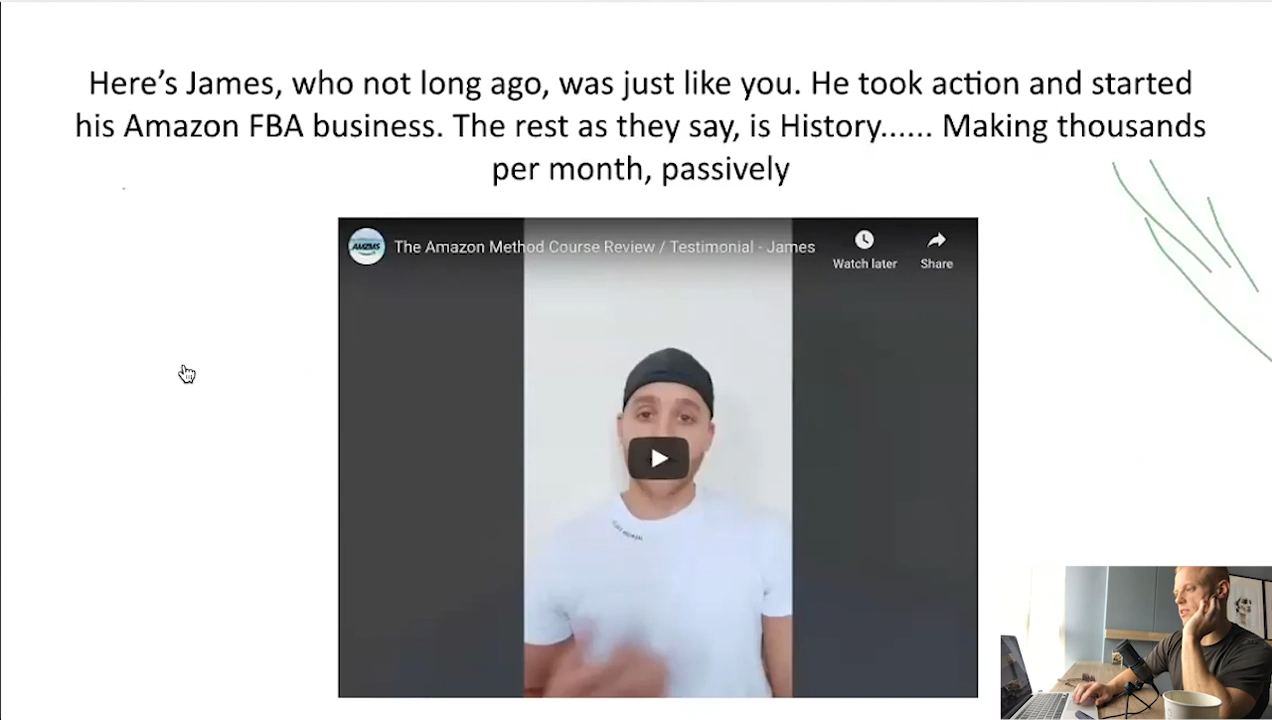 Here's James, who not long ago, was just like you. He took action and started
his Amazon FBA business. The rest as they say, is History...... Making thousands
per month, passively
AMZMS
The Amazon Method Course Review / Testimonial - James
Watch later
Share